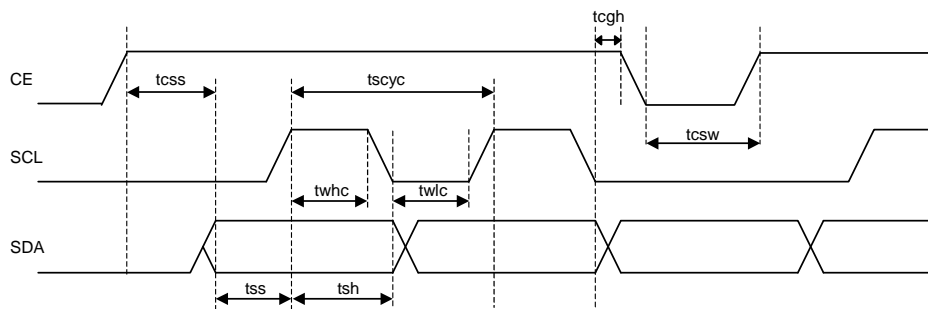 tcgh
CE
tcss
tscyc
tcsw
SCL
twhc
twlc
SDA
tss
tsh